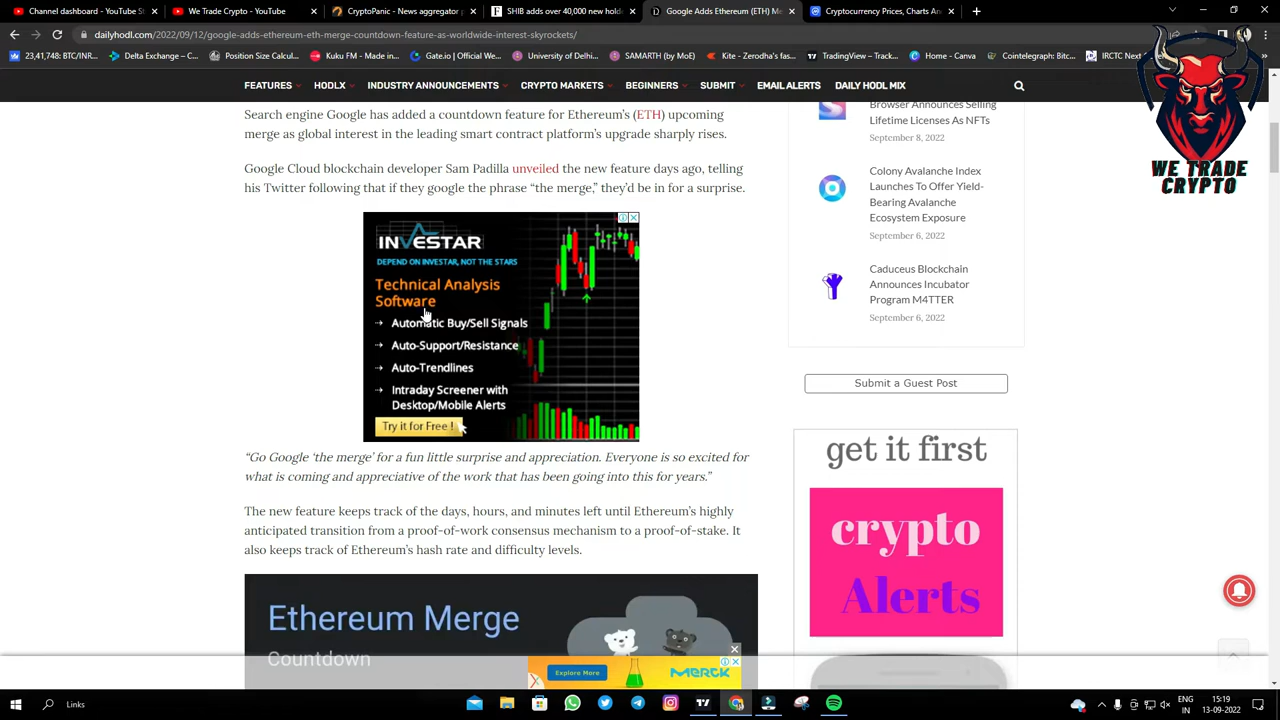 Channel dashboard - YouTube S
We Trade Crypto - YouTube
CryptoPanic - News aggregator
SHIB adds over 40,000 new hold
Google Adds Ethereum (ETH) Me
Cryptocurrency Prices, Charts An
dailyhodl.com/2022/09/12/google-adds-ethereum-eth-merge-countdown-feature-as-worldwide-interest-skyrockets/
23,41,748: BTC/INR...
Delta Exchange – C...
Position Size Calcul...
Kuku FM - Made in...
Gate.io | Official We...
University of Delhi...
SAMARTH (by MoE)
Kite - Zerodha's fas...
TradingView – Track...
Home - Canva
Cointelegraph: Bitc...
IRCTC Next
FEATURES
HODLX
INDUSTRY ANNOUNCEMENTS
CRYPTO MARKETS
BEGINNERS
SUBMIT
EMAIL ALERTS
DAILY HODL MIX
WE TRADE
CRYPTO
Search engine Google has added a countdown feature for Ethereum's (ETH) upcoming
merge as global interest in the leading smart contract platform's upgrade sharply rises.
Google Cloud blockchain developer Sam Padilla unveiled the new feature days ago, telling
his Twitter following that if they google the phrase “the merge,” they'd be in for a surprise.
INVESTAR
DEPEND ON INVESTAR, NOT THE STARS
Technical Analysis
Software
Automatic Buy/Sell Signals
Auto-Support/Resistance
Auto-Trendlines
Intraday Screener with
Desktop/Mobile Alerts
Try it for Free !
“Go Google ‘the merge’ for a fun little surprise and appreciation. Everyone is so excited for
what is coming and appreciative of the work that has been going into this for years.”
The new feature keeps track of the days, hours, and minutes left until Ethereum's highly
anticipated transition from a proof-of-work consensus mechanism to a proof-of-stake. It
also keeps track of Ethereum's hash rate and difficulty levels.
Ethereum Merge
Countdown
Browser Announces Selling
Lifetime Licenses As NFTs
September 8, 2022
Colony Avalanche Index
Launches To Offer Yield-
Bearing Avalanche
Ecosystem Exposure
September 6, 2022
Caduceus Blockchain
Announces Incubator
Program M4TTER
September 6, 2022
Submit a Guest Post
get it first
crypto
Alerts
Explore More
MERCK
Links
ENG
IN
15:19
13-09-2022